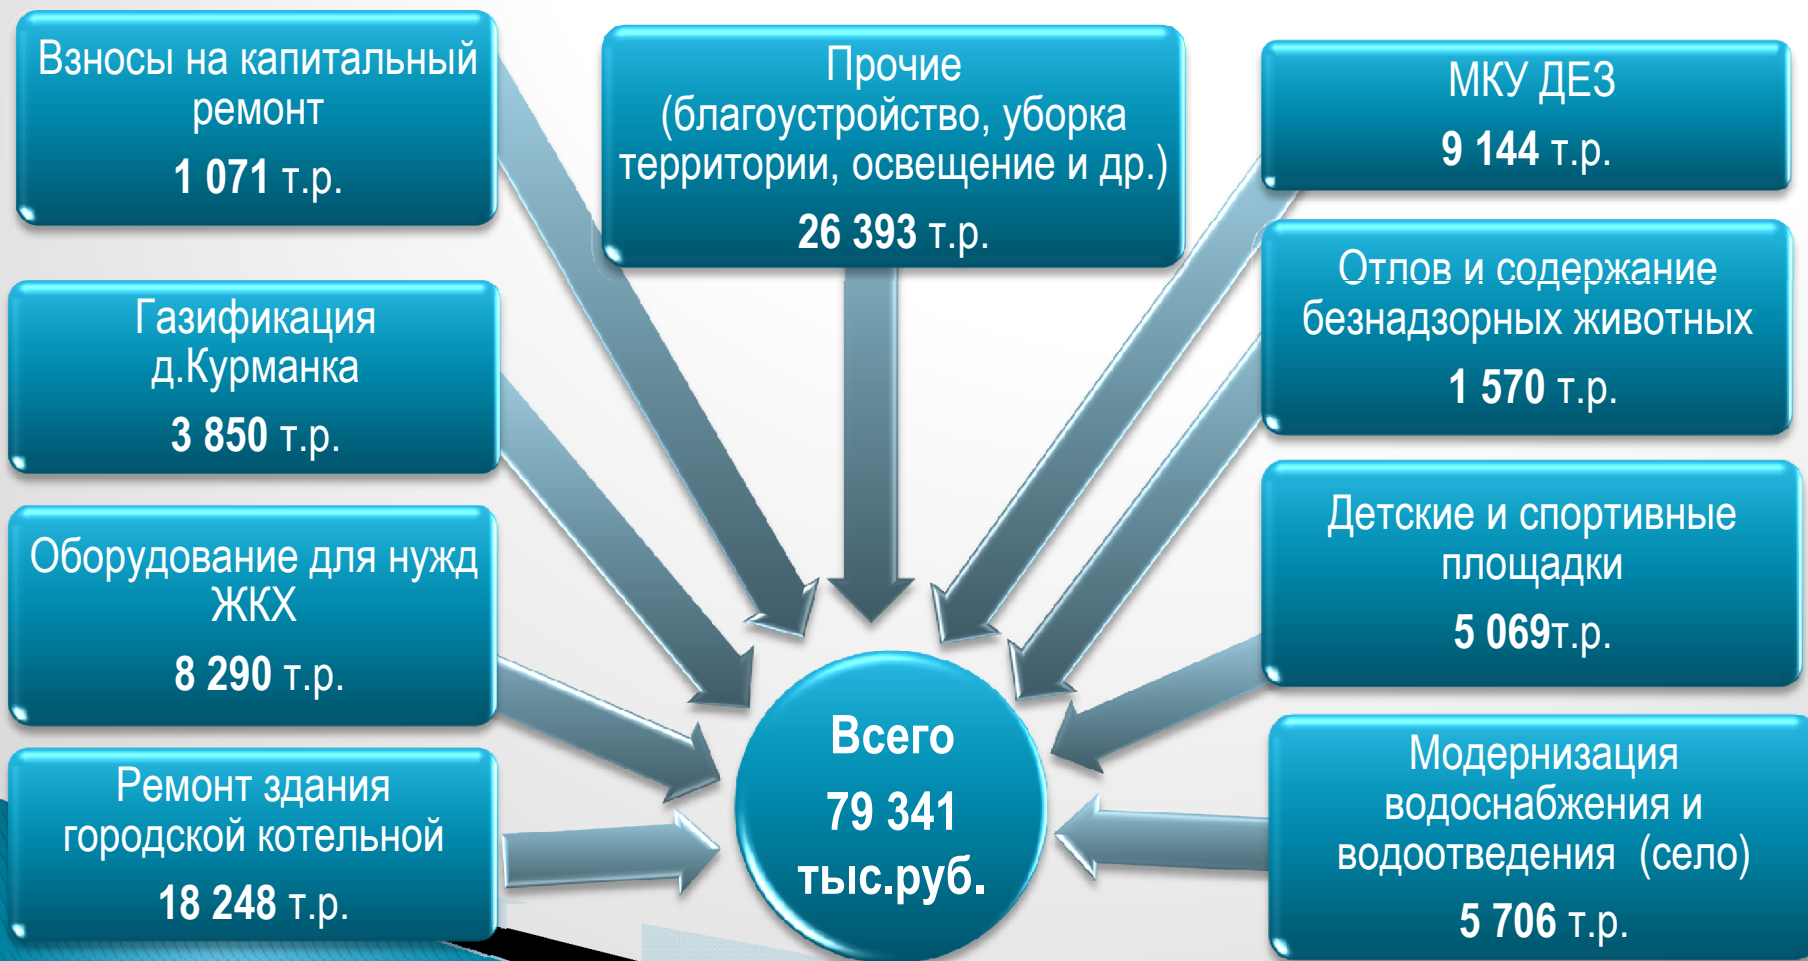 Взносы на капитальный
ремонт
1 071 т.р.
Прочие
(благоустройство, уборка
территории, освещение и др.)
26 393 т.р.
МКУ ДЕЗ
9 144 т.р.
Газификация
д.Курманка
3 850 т.р.
Отлов и содержание
безнадзорных животных
1 570 т.р.
Оборудование для нужд
ЖКХ
8 290 т.р.
Детские и спортивные
площадки
5 069т.р.
Ремонт здания
городской котельной
18 248 т.р.
Всего
79 341
тыс.руб.
Модернизация
водоснабжения и
водоотведения (село)
5 706 т.р.